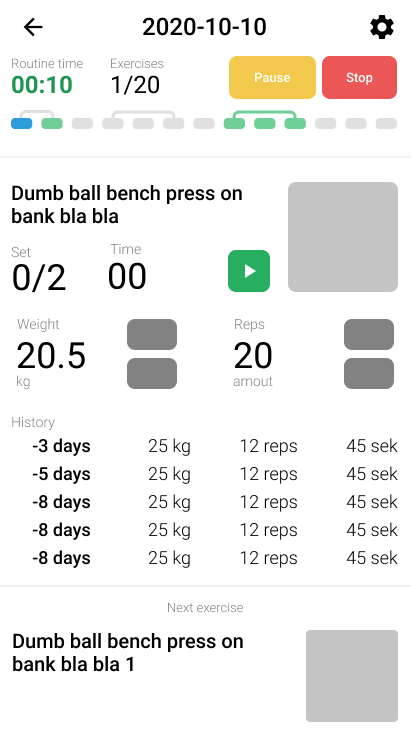 2020-10-10
Routine time
Exercises
00:10
1/20
Pause
Stop
Dumb ball bench press on
bank bla bla
Set
Time
0/2
00
Weight
Reps
20.5
20
kg
amout
History
-3 days 25 kg 12 reps 45 sek
-5 days 25 kg 12 reps 45 sek
-8 days 25 kg 12 reps 45 sek
-8 days 25 kg 12 reps 45 sek
-8 days 25 kg 12 reps 45 sek
Next exercise
Dumb ball bench press on
bank bla bla 1